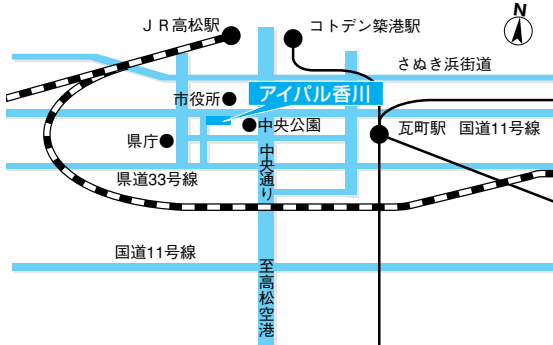 JR高松駅
コトデン築港駅
N
さぬき浜街道
市役所
アイパル香川
中央公園
瓦町駅 国道11号線
県庁
中央通り
県道33号線
国道11号線
至高松空港